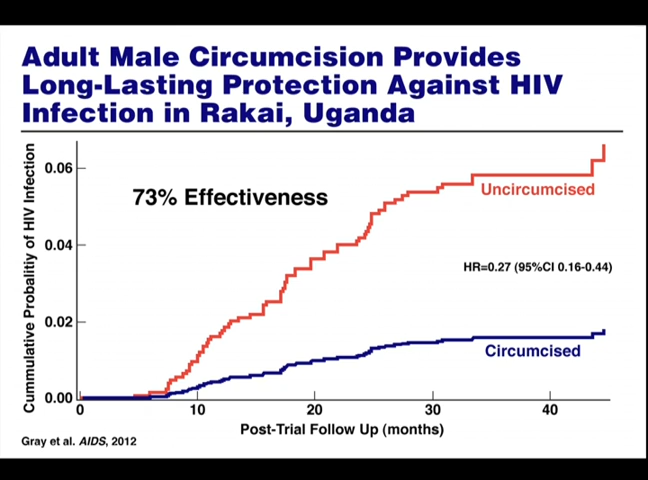 Adult Male Circumcision Provides
Long-Lasting Protection Against HIV
Infection in Rakai, Uganda
Cummulative Probalitiy of HIV Infection
0.06
0.04
0.02
0.00
73% Effectiveness
Uncircumcised
HR=0.27 (95%CI 0.16-0.44)
Circumcised
0
10
20
30
40
Post-Trial Follow Up (months)
Gray et al. AIDS, 2012